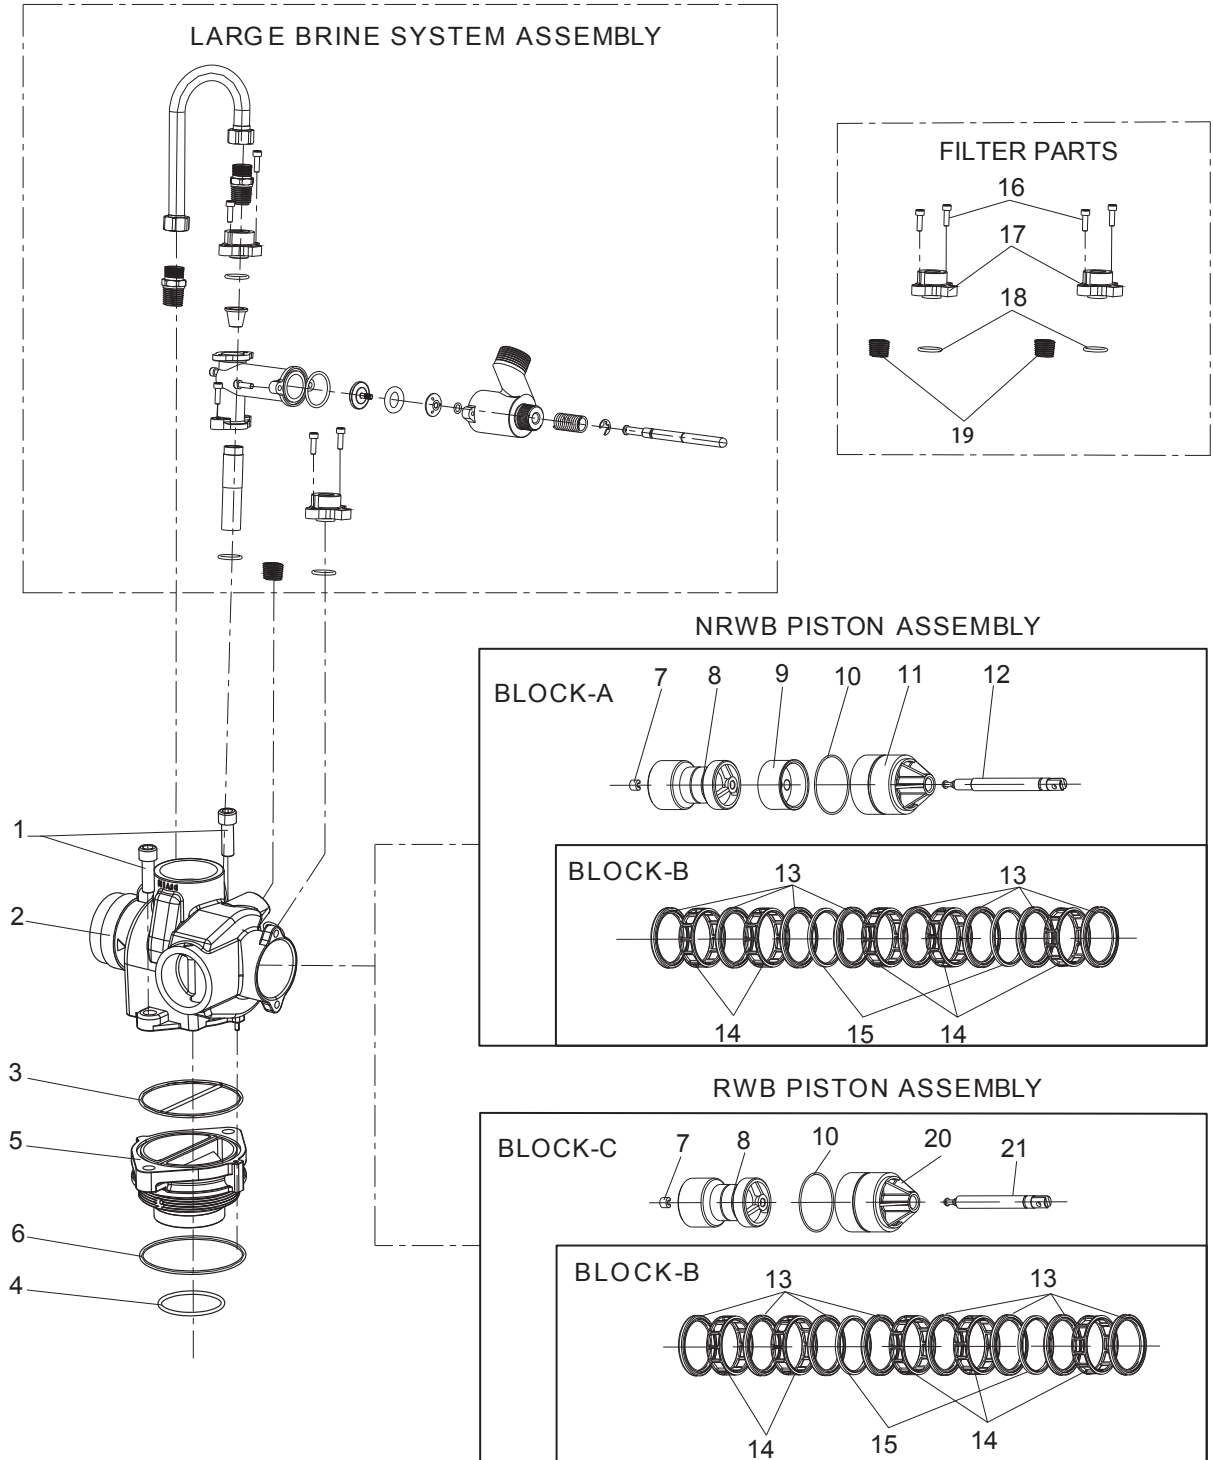 LARGE BRINE SYSTEM ASSEMBLY
FILTER PARTS
16
17
18
19
NRWB PISTON ASSEMBLY
BLOCK-A
7 8 9 10 11 12
BLOCK-B
13 13
14 15 14
1
2
3
5
6
4
RWB PISTON ASSEMBLY
BLOCK-C
7 8 10 20 21
BLOCK-B
13 13
14 15 14